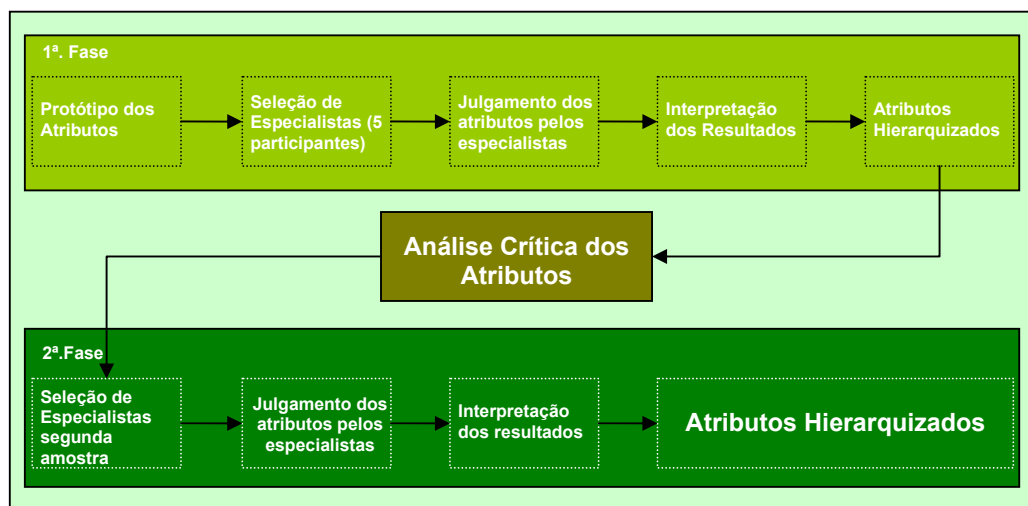 1ª. Fase
Protótipo dos
Atributos
Seleção de
Especialistas (5
participantes)
Julgamento dos
atributos pelos
especialistas
Interpretação
dos Resultados
Atributos
Hierarquizados
Análise Crítica dos
Atributos
2ª.Fase
Seleção de
Especialistas
segunda
amostra
Julgamento dos
atributos pelos
especialistas
Interpretação
dos resultados
Atributos Hierarquizados